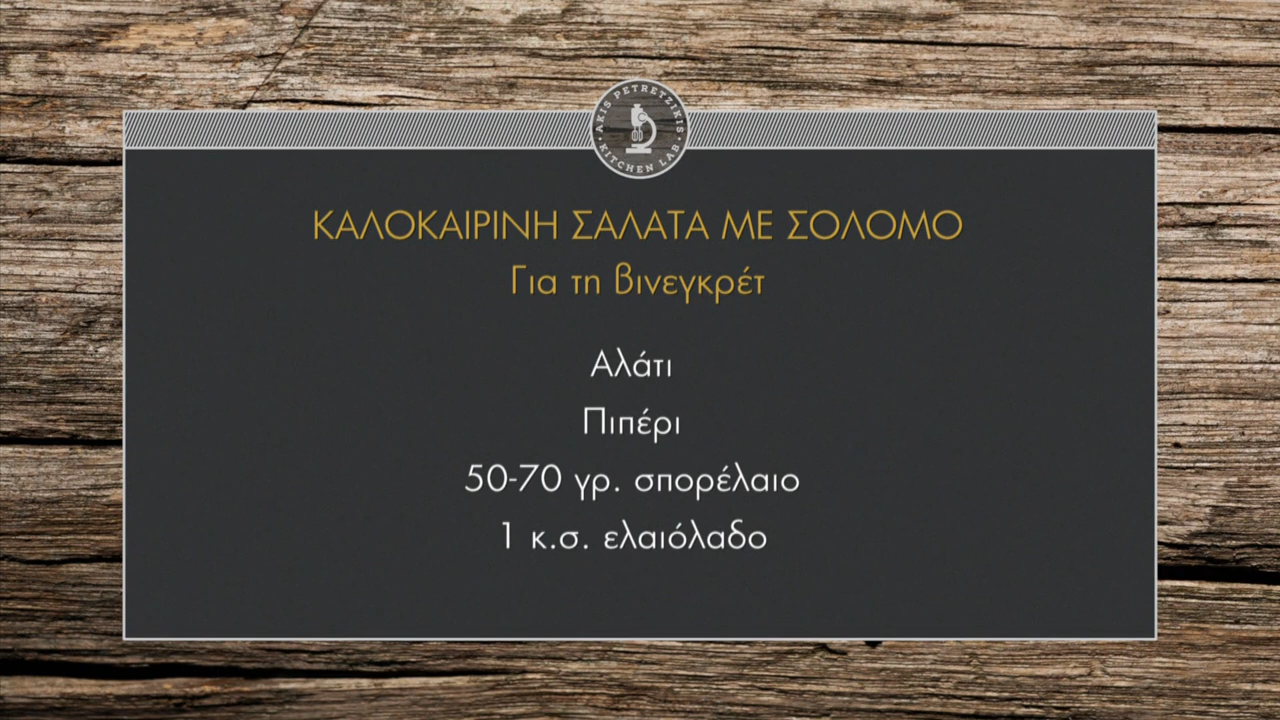 AKIS PETRETZIKIS
KITCHEN LAB
ΚΑΛΟΚΑΙΡΙΝΗ ΣΑΛΑΤΑ ΜΕ ΣΟΛΟΜΟ
Για τη βινεγκρέτ
Αλάτι
Πιπέρι
50-70 γρ. σπορέλαιο
1 κ.σ. ελαιόλαδο